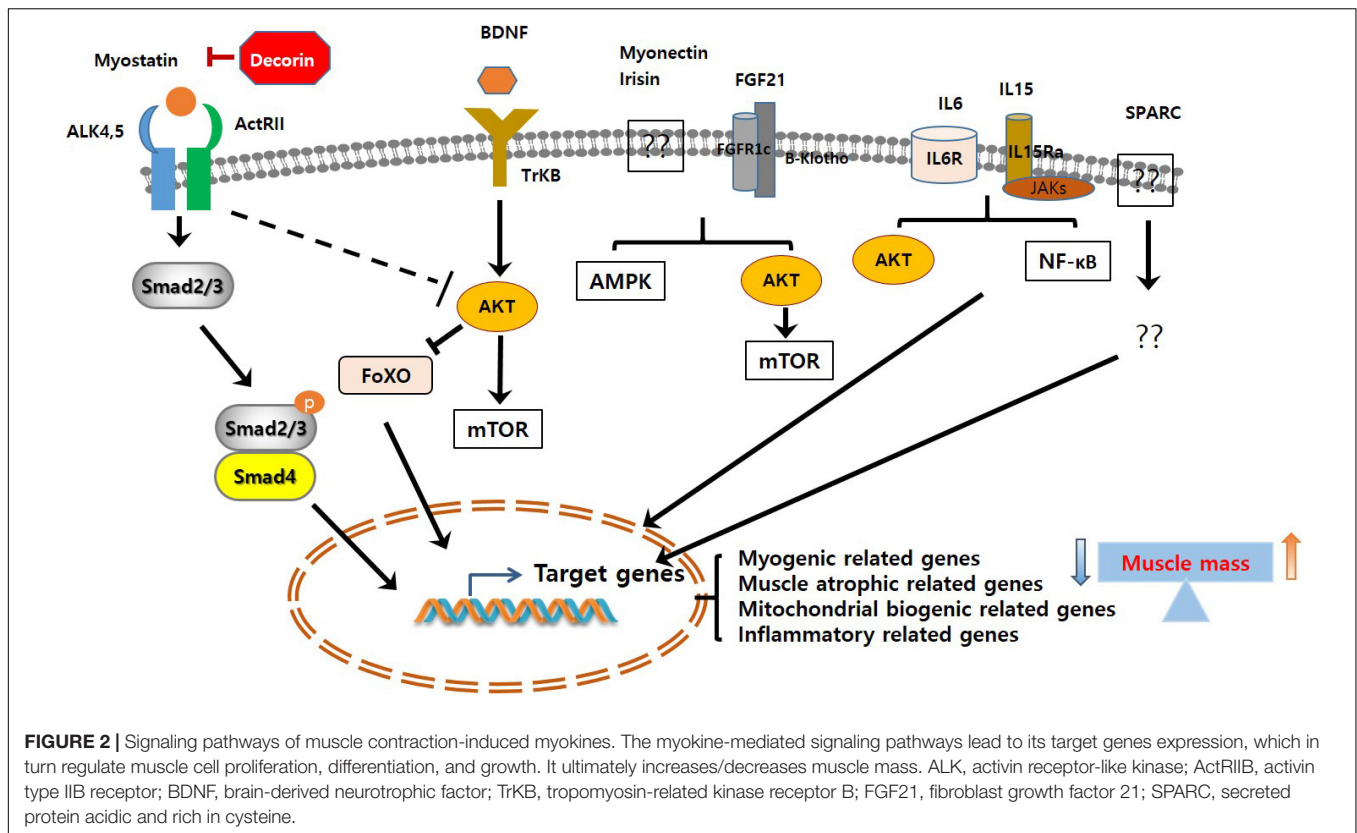 BDNF
Myostatin
Decorin
Myonectin
Irisin
FGF21
IL6
IL15
SPARC
ALK4,5
ActRII
TrKB
??
FGFR1c
B-Klotho
IL6R
IL15Ra
JAKs
??
Smad2/3
AKT
AMPK
AKT
mTOR
AKT
NF-κB
??
FoXO
mTOR
p
Smad2/3
Smad4
Target genes
Myogenic related genes
Muscle atrophic related genes
Mitochondrial biogenic related genes
Inflammatory related genes
Muscle mass
FIGURE 2 | Signaling pathways of muscle contraction-induced myokines. The myokine-mediated signaling pathways lead to its target genes expression, which in
turn regulate muscle cell proliferation, differentiation, and growth. It ultimately increases/decreases muscle mass. ALK, activin receptor-like kinase; ActRIIB, activin
type IIB receptor; BDNF, brain-derived neurotrophic factor; TrKB, tropomyosin-related kinase receptor B; FGF21, fibroblast growth factor 21; SPARC, secreted
protein acidic and rich in cysteine.